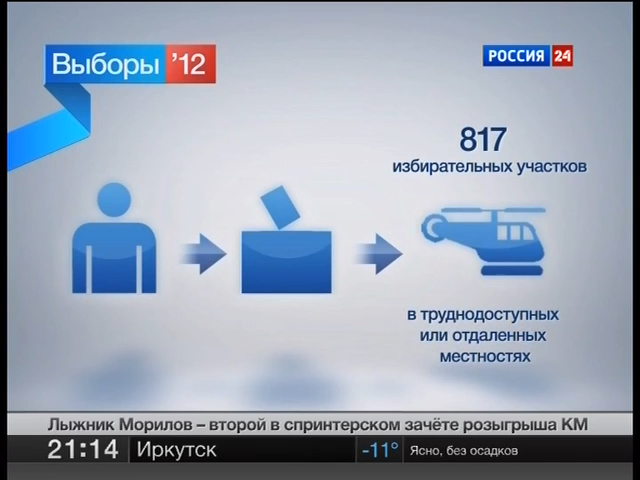 Выборы '12
РОССИЯ 24
817
избирательных участков
в труднодоступных
или отдаленных
местностях
Лыжник Морилов – второй в спринтерском зачёте розыгрыша КМ
21:14 Иркутск -11° Ясно, без осадков